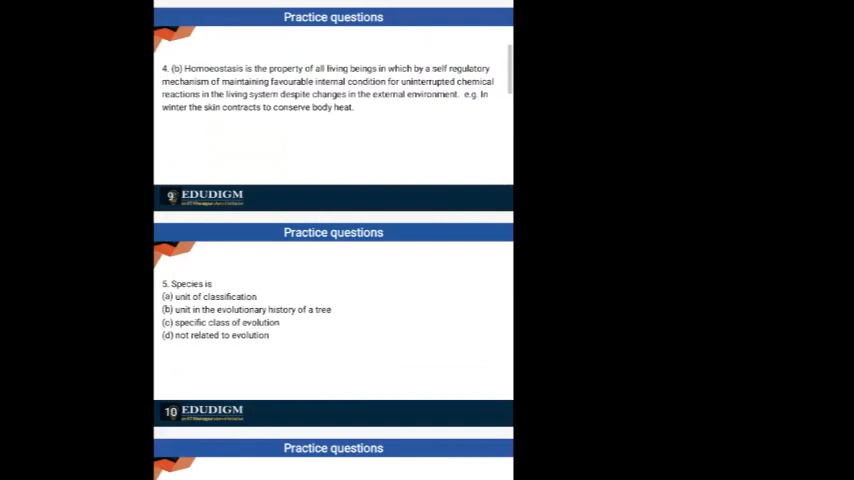 Practice questions
4. (b) Homoeostasis is the property of all living beings in which by a self regulatory
mechanism of maintaining favourable internal condition for uninterrupted chemical
reactions in the living system despite changes in the external environment. e.g. In
winter the skin contracts to conserve body heat.
9 EDUDIGM
Practice questions
5. Species is
(a) unit of classification
(b) unit in the evolutionary history of a tree
(c) specific class of evolution
(d) not related to evolution
10 EDUDIGM
Practice questions